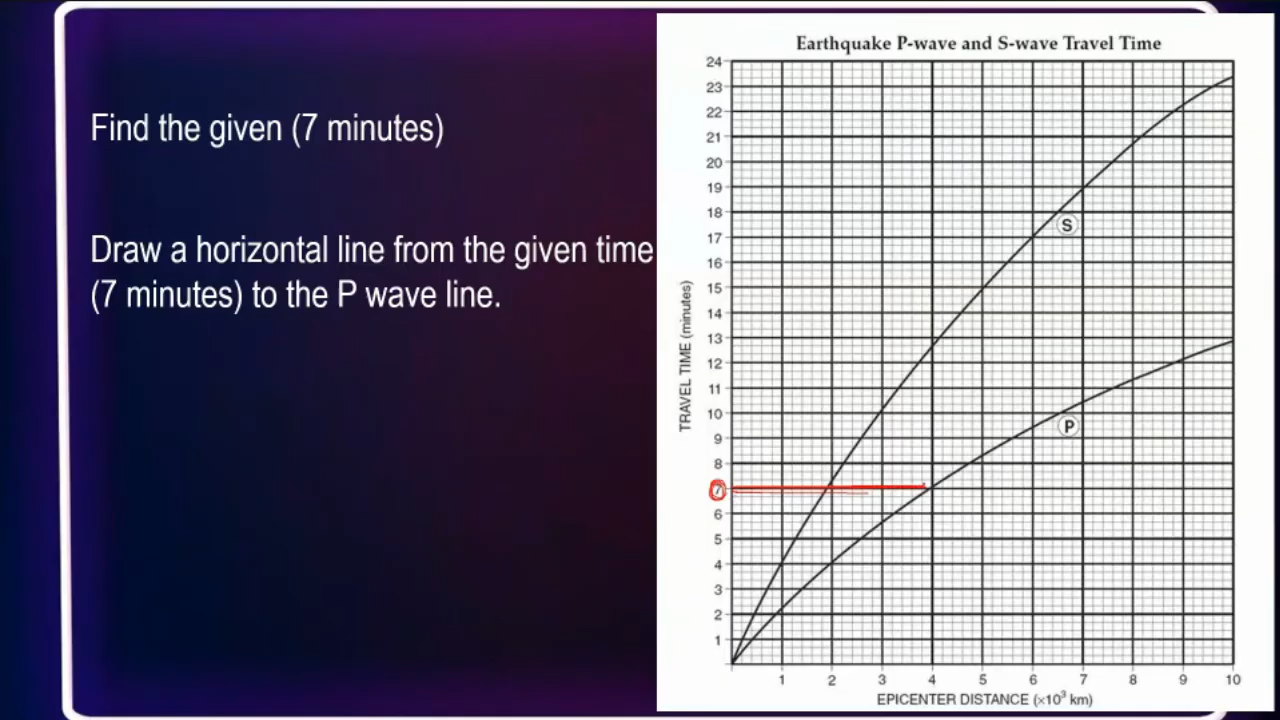 Find the given (7 minutes)
Draw a horizontal line from the given time
(7 minutes) to the P wave line.
Earthquake P-wave and S-wave Travel Time
TRAVEL TIME (minutes)
24
23
22
21
20
19
18
17
16
15
14
13
12
11
10
9
8
7
6
5
4
3
2
1
S
P
1 2 3 4 5 6 7 8 9 10
EPICENTER DISTANCE (×10³ km)